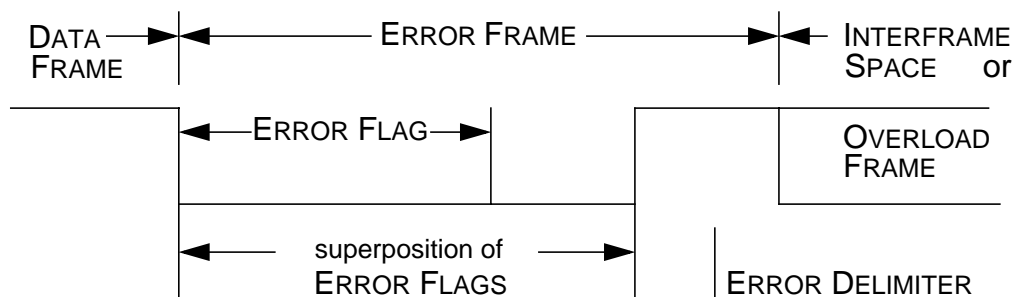 DATA
FRAME
ERROR FRAME
INTERFRAME
SPACE or
ERROR FLAG
OVERLOAD
FRAME
superposition of
ERROR FLAGS
ERROR DELIMITER